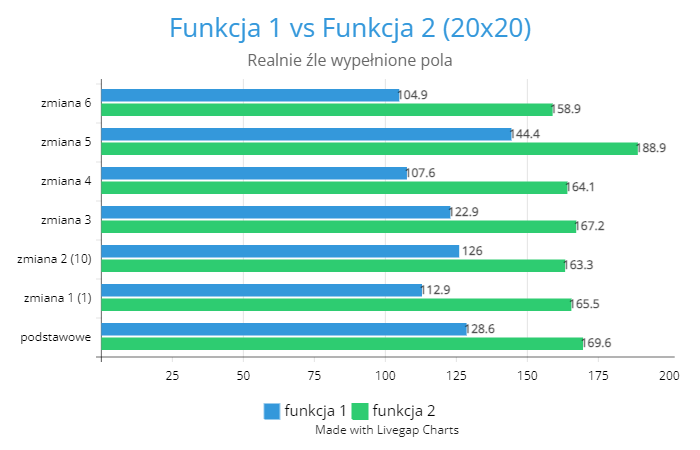 Funkcja 1 vs Funkcja 2 (20x20)
Realnie źle wypełnione pola
zmiana 6 104.9
158.9
zmiana 5 144.4
188.9
zmiana 4 107.6
164.1
zmiana 3 122.9
167.2
zmiana 2 (10) 126
163.3
zmiana 1 (1) 112.9
165.5
podstawowe 128.6
169.6
25 50 75 100 125 150 175 200
funkcja 1 funkcja 2
Made with Livegap Charts